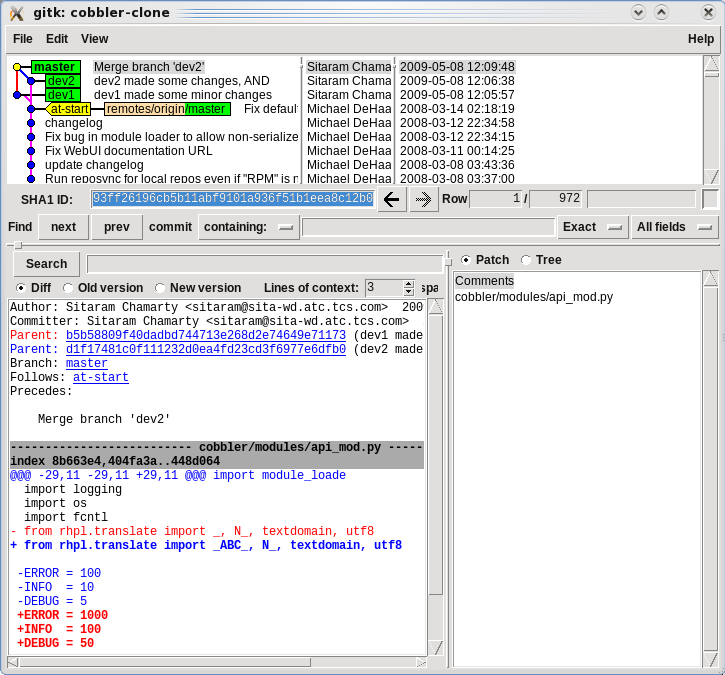 gitk: cobbler-clone
File Edit View Help
master Merge branch 'dev2' Sitaram Chama 2009-05-08 12:09:48
dev2 dev2 made some changes, AND Sitaram Chama 2009-05-08 12:06:38
dev1 dev1 made some minor changes Sitaram Chama 2009-05-08 12:05:57
at-start remotes/origin/master Fix default Michael DeHaa 2008-03-14 02:18:19
changelog Michael DeHaa 2008-03-12 22:34:58
Fix bug in module loader to allow non-serialize Michael DeHaa 2008-03-12 22:34:15
Fix WebUI documentation URL Michael DeHaa 2008-03-11 00:14:25
update changelog Michael DeHaa 2008-03-08 03:43:36
Run reposync for local repos even if "RPM" is n Michael DeHaa 2008-03-08 03:37:00
SHA1 ID: 93ff26196cb5b11abf9101a936f51b1eea8c12b0 Row 1 / 972
Find next prev commit containing: Exact All fields
Search Patch Tree
Diff Old version New version Lines of context: 3 spa
Comments
cobbler/modules/api_mod.py
Author: Sitaram Chamarty <sitaram@sita-wd.atc.tcs.com> 200
Committer: Sitaram Chamarty <sitaram@sita-wd.atc.tcs.com>
Parent: b5b58809f40dadbd744713e268d2e74649e71173 (dev1 made
Parent: d1f17481c0f111232d0ea4fd23cd3f6977e6dfb0 (dev2 made
Branch: master
Follows: at-start
Precedes:
Merge branch 'dev2'
-------------------------- cobbler/modules/api_mod.py -----
index 8b663e4,404fa3a..448d064
@@@ -29,11 -29,11 +29,11 @@@ import module_loade
import logging
import os
import fcntl
- from rhpl.translate import _, N_, textdomain, utf8
+ from rhpl.translate import _ABC_, N_, textdomain, utf8
-ERROR = 100
-INFO = 10
-DEBUG = 5
+ERROR = 1000
+INFO = 100
+DEBUG = 50